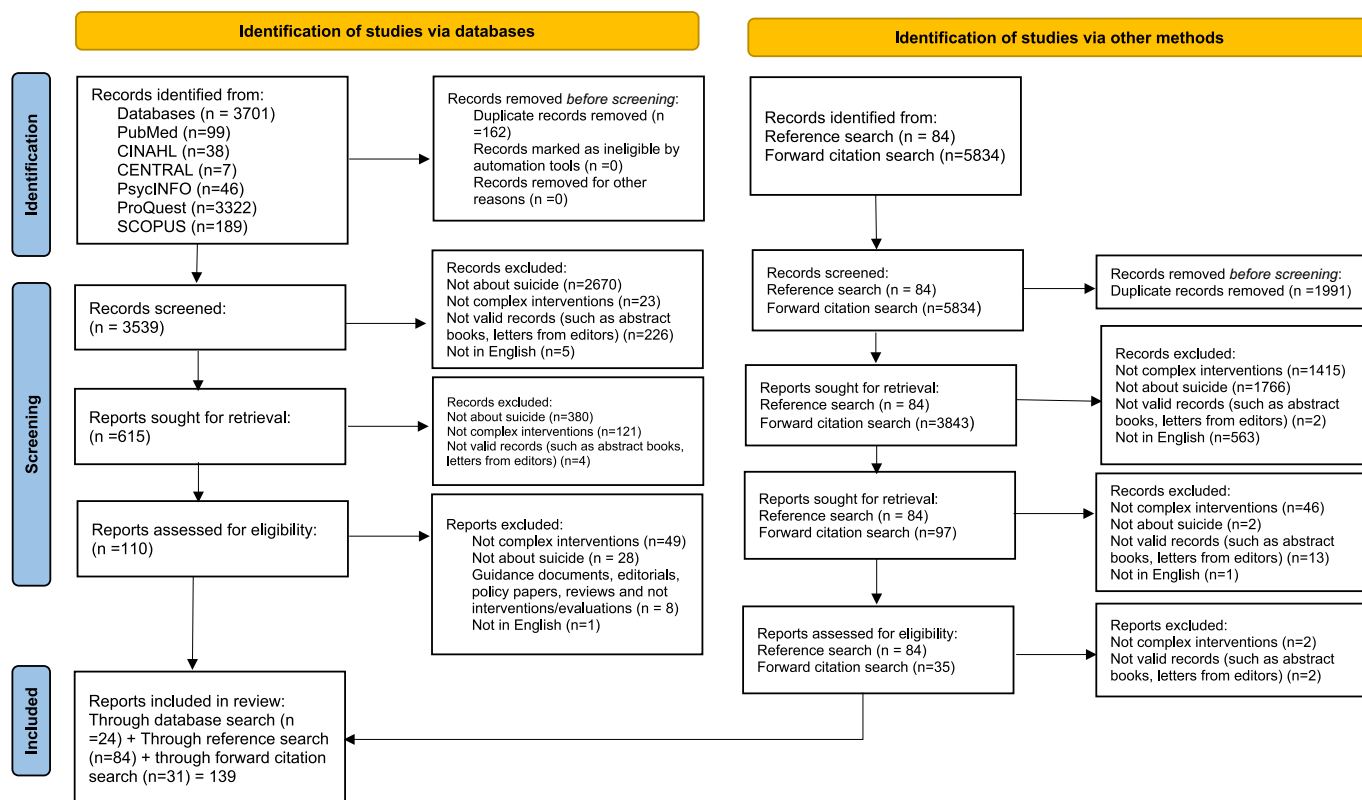 Identification of studies via databases
Identification of studies via other methods
Identification
Records identified from:
Databases (n = 3701)
PubMed (n=99)
CINAHL (n=38)
CENTRAL (n=7)
PsycINFO (n=46)
ProQuest (n=3322)
SCOPUS (n=189)
Records removed before screening:
Duplicate records removed (n
=162)
Records marked as ineligible by
automation tools (n =0)
Records removed for other
reasons (n =0)
Records identified from:
Reference search (n = 84)
Forward citation search (n=5834)
Screening
Records screened:
(n = 3539)
Records excluded:
Not about suicide (n=2670)
Not complex interventions (n=23)
Not valid records (such as abstract
books, letters from editors) (n=226)
Not in English (n=5)
Records screened:
Reference search (n = 84)
Forward citation search (n=5834)
Records removed before screening:
Duplicate records removed (n =1991)
Reports sought for retrieval:
(n =615)
Records excluded:
Not about suicide (n=380)
Not complex interventions (n=121)
Not valid records (such as abstract books,
letters from editors) (n=4)
Reports sought for retrieval:
Reference search (n = 84)
Forward citation search (n=3843)
Records excluded:
Not complex interventions (n=1415)
Not about suicide (n=1766)
Not valid records (such as abstract
books, letters from editors) (n=2)
Not in English (n=563)
Reports assessed for eligibility:
(n =110)
Reports excluded:
Not complex interventions (n=49)
Not about suicide (n = 28)
Guidance documents, editorials,
policy papers, reviews and not
interventions/evaluations (n = 8)
Not in English (n=1)
Reports sought for retrieval:
Reference search (n = 84)
Forward citation search (n=97)
Records excluded:
Not complex interventions (n=46)
Not about suicide (n=2)
Not valid records (such as abstract
books, letters from editors) (n=13)
Not in English (n=1)
Reports assessed for eligibility:
Reference search (n = 84)
Forward citation search (n=35)
Reports excluded:
Not complex interventions (n=2)
Not valid records (such as abstract
books, letters from editors) (n=2)
Included
Reports included in review:
Through database search (n
=24) + Through reference search
(n=84) + through forward citation
search (n=31) = 139